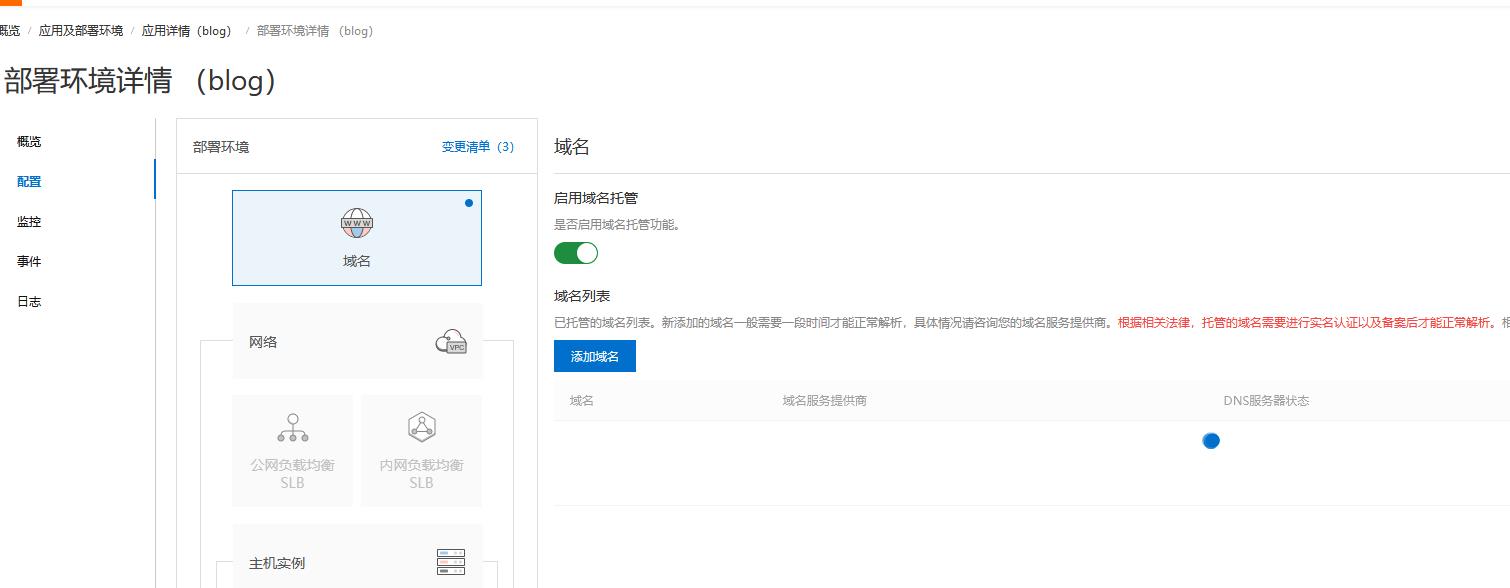 概览 / 应用及部署环境 / 应用详情（blog） / 部署环境详情 （blog）
部署环境详情 （blog）
概览
配置
监控
事件
日志
部署环境
变更清单（3）
WWW
域名
网络
VPC
公网负载均衡
SLB
内网负载均衡
SLB
主机实例
域名
启用域名托管
是否启用域名托管功能。
域名列表
已托管的域名列表。新添加的域名一般需要一段时间才能正常解析，具体情况请咨询您的域名服务提供商。根据相关法律，托管的域名需要进行实名认证以及备案后才能正常解析。相
添加域名
域名 域名服务提供商 DNS服务器状态